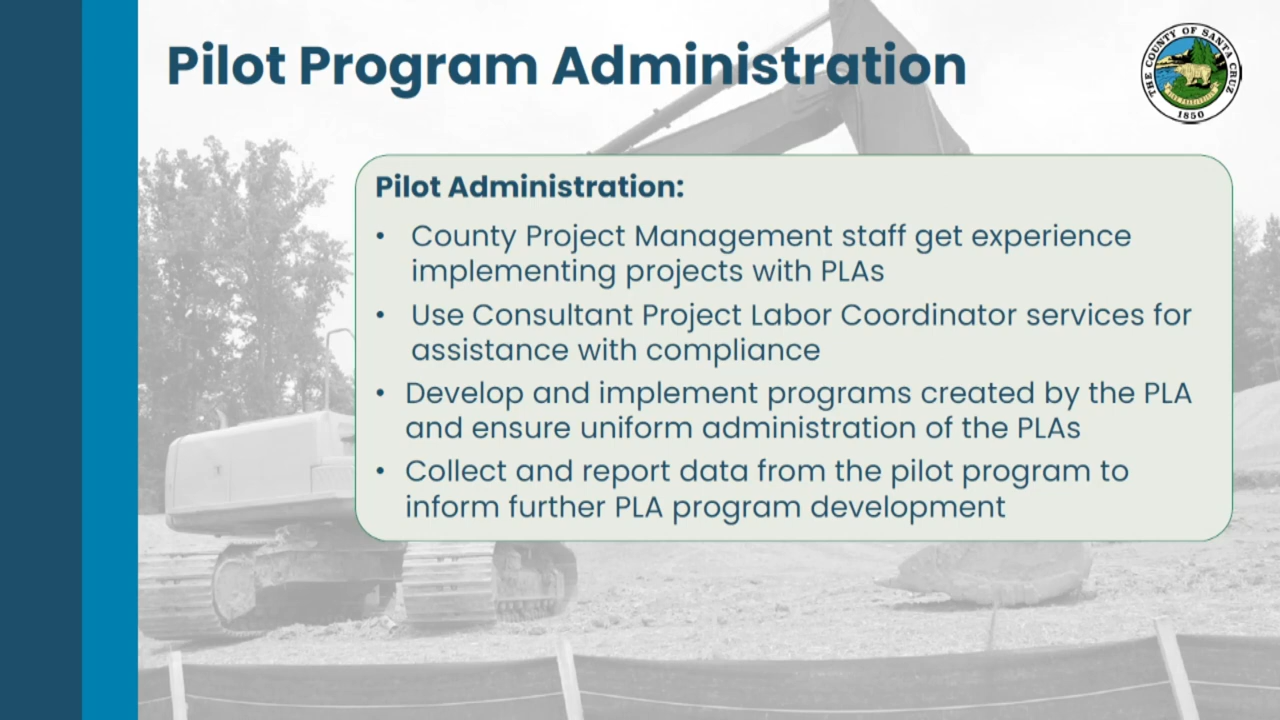 Pilot Program Administration
THE COUNTY OF SANTA CRUZ
1850
Pilot Administration:
• County Project Management staff get experience
implementing projects with PLAs
• Use Consultant Project Labor Coordinator services for
assistance with compliance
• Develop and implement programs created by the PLA
and ensure uniform administration of the PLAs
• Collect and report data from the pilot program to
inform further PLA program development